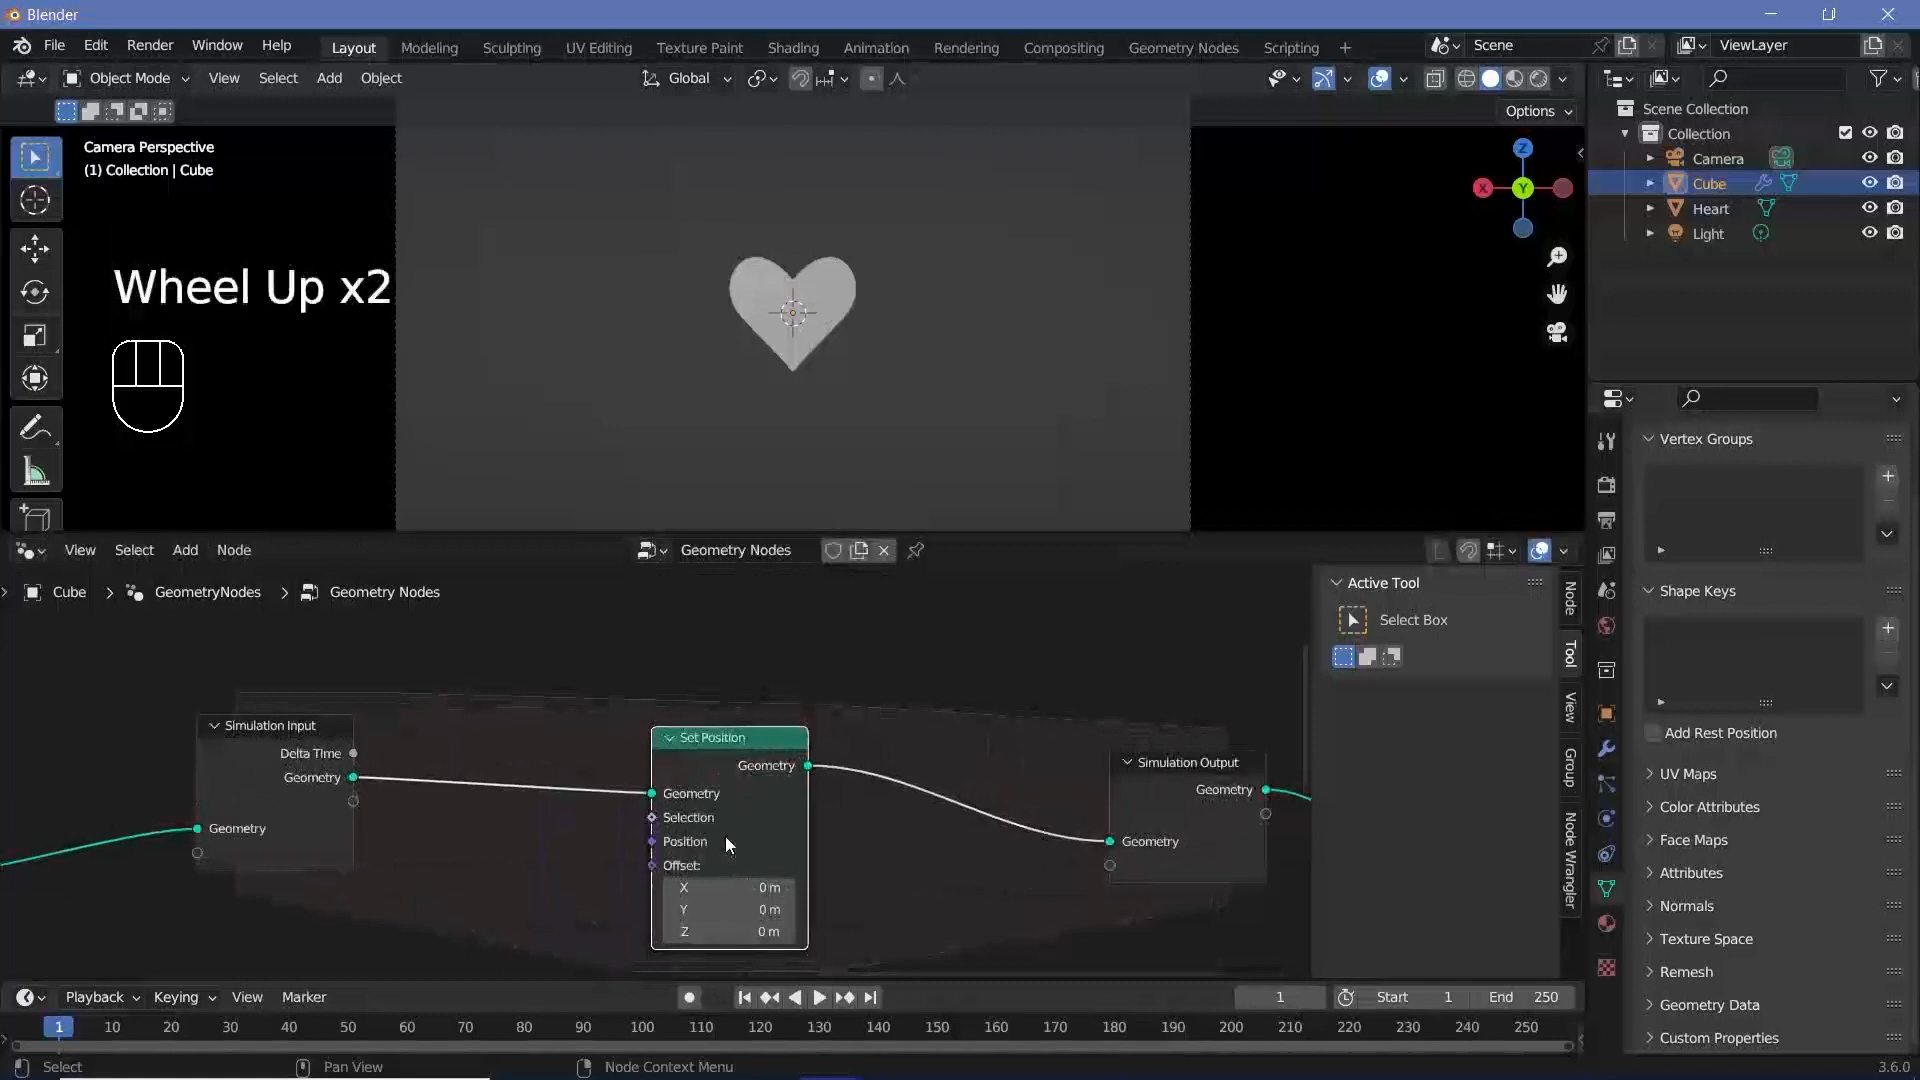 Blender
File Edit Render Window Help Layout Modeling Sculpting UV Editing Texture Paint Shading Animation Rendering Compositing Geometry Nodes Scripting + Scene ViewLayer
Object Mode View Select Add Object Global
Options
Camera Perspective
(1) Collection | Cube
Wheel Up x2
Z
X
Y
Scene Collection
Collection
Camera
Cube
Heart
Light
View Select Add Node Geometry Nodes
Cube > GeometryNodes > Geometry Nodes
Simulation Input
Delta Time
Geometry
Geometry
Set Position
Geometry
Geometry
Selection
Position
Offset:
X 0 m
Y 0 m
Z 0 m
Simulation Output
Geometry
Geometry
Active Tool
Select Box
Node
Tool
View
Group
Node Wrangler
Vertex Groups
Shape Keys
Add Rest Position
UV Maps
Color Attributes
Face Maps
Attributes
Normals
Texture Space
Remesh
Geometry Data
Custom Properties
Playback Keying View Marker 1 Start 1 End 250
1 10 20 30 40 50 60 70 80 90 100 110 120 130 140 150 160 170 180 190 200 210 220 230 240 250
Select Pan View Node Context Menu 3.6.0